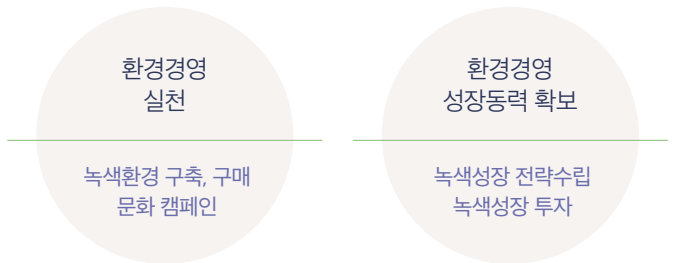 환경경영
실천
녹색환경 구축, 구매
문화 캠페인
환경경영
성장동력 확보
녹색성장 전략수립
녹색성장 투자